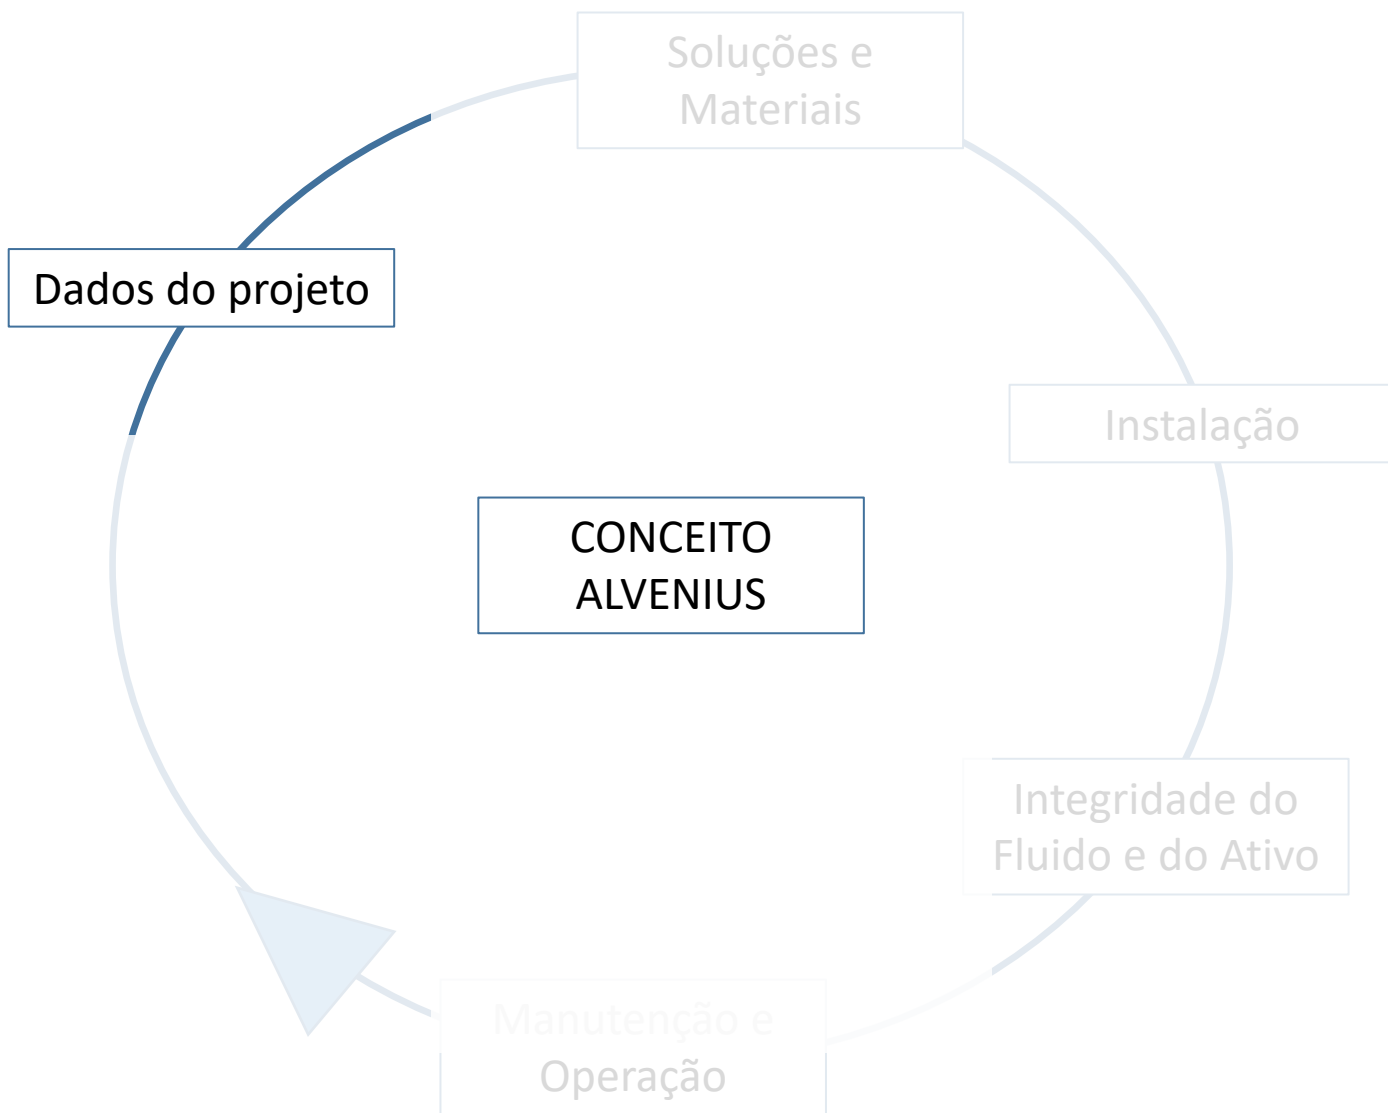 Soluções e
Materiais
Dados do projeto
Instalação
CONCEITO
ALVENIUS
Integridade do
Fluido e do Ativo
Manutenção e
Operação